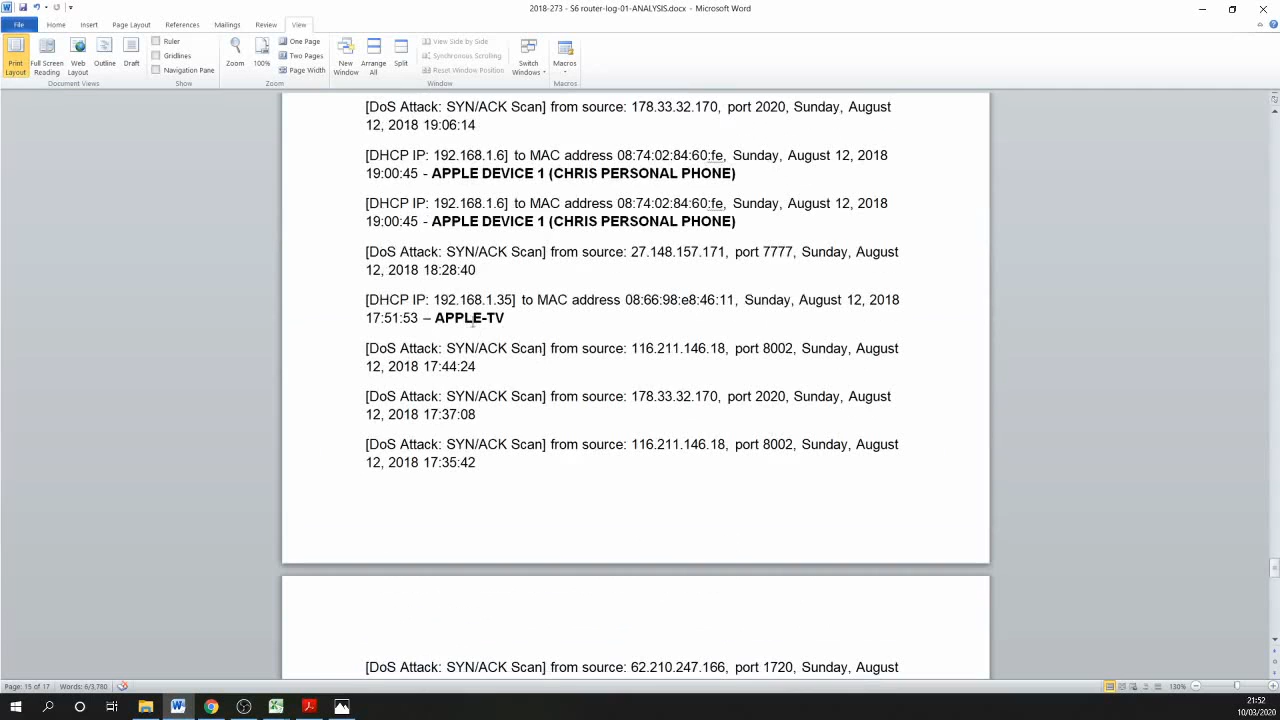 2018-273 - S6 router-log-01-ANALYSIS.docx - Microsoft Word
File Home Insert Page Layout References Mailings Review View
Print Layout
Full Screen Reading
Web Layout
Outline
Draft
Document Views
Ruler
Gridlines
Navigation Pane
Show
Zoom
100%
One Page
Two Pages
Page Width
Zoom
New Window
Arrange All
Split
View Side by Side
Synchronous Scrolling
Reset Window Position
Window
Switch Windows
Macros
Macros
[DoS Attack: SYN/ACK Scan] from source: 178.33.32.170, port 2020, Sunday, August
12, 2018 19:06:14
[DHCP IP: 192.168.1.6] to MAC address 08:74:02:84:60:fe, Sunday, August 12, 2018
19:00:45 - APPLE DEVICE 1 (CHRIS PERSONAL PHONE)
[DHCP IP: 192.168.1.6] to MAC address 08:74:02:84:60:fe, Sunday, August 12, 2018
19:00:45 - APPLE DEVICE 1 (CHRIS PERSONAL PHONE)
[DoS Attack: SYN/ACK Scan] from source: 27.148.157.171, port 7777, Sunday, August
12, 2018 18:28:40
[DHCP IP: 192.168.1.35] to MAC address 08:66:98:e8:46:11, Sunday, August 12, 2018
17:51:53 – APPLE-TV
[DoS Attack: SYN/ACK Scan] from source: 116.211.146.18, port 8002, Sunday, August
12, 2018 17:44:24
[DoS Attack: SYN/ACK Scan] from source: 178.33.32.170, port 2020, Sunday, August
12, 2018 17:37:08
[DoS Attack: SYN/ACK Scan] from source: 116.211.146.18, port 8002, Sunday, August
12, 2018 17:35:42
[DoS Attack: SYN/ACK Scan] from source: 62.210.247.166, port 1720, Sunday, August
Page: 15 of 17 Words: 6/3,780
130%
21:52
10/03/2020